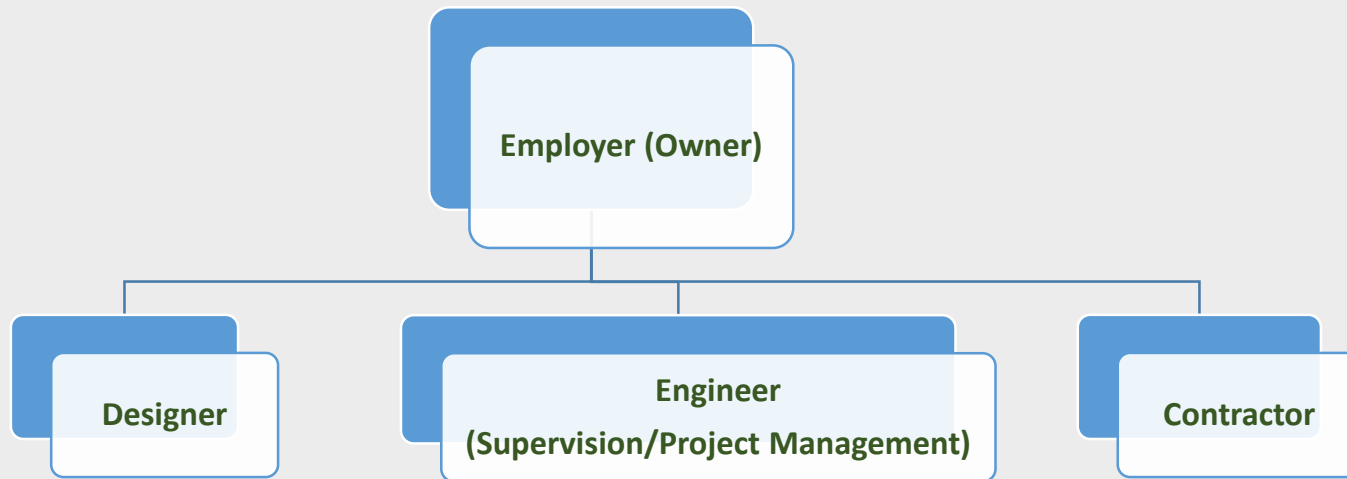 Employer (Owner)
Designer
Engineer
(Supervision/Project Management)
Contractor